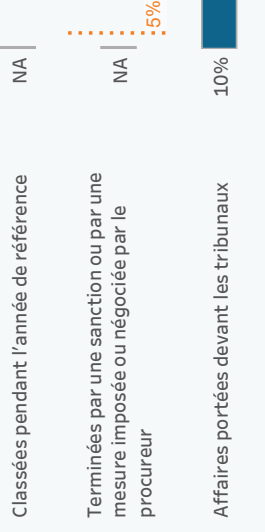 Classées pendant l'année de référence
NA
Terminées par une sanction ou par une
mesure imposée ou négociée par le
procureur
NA
5%
Affaires portées devant les tribunaux
10%